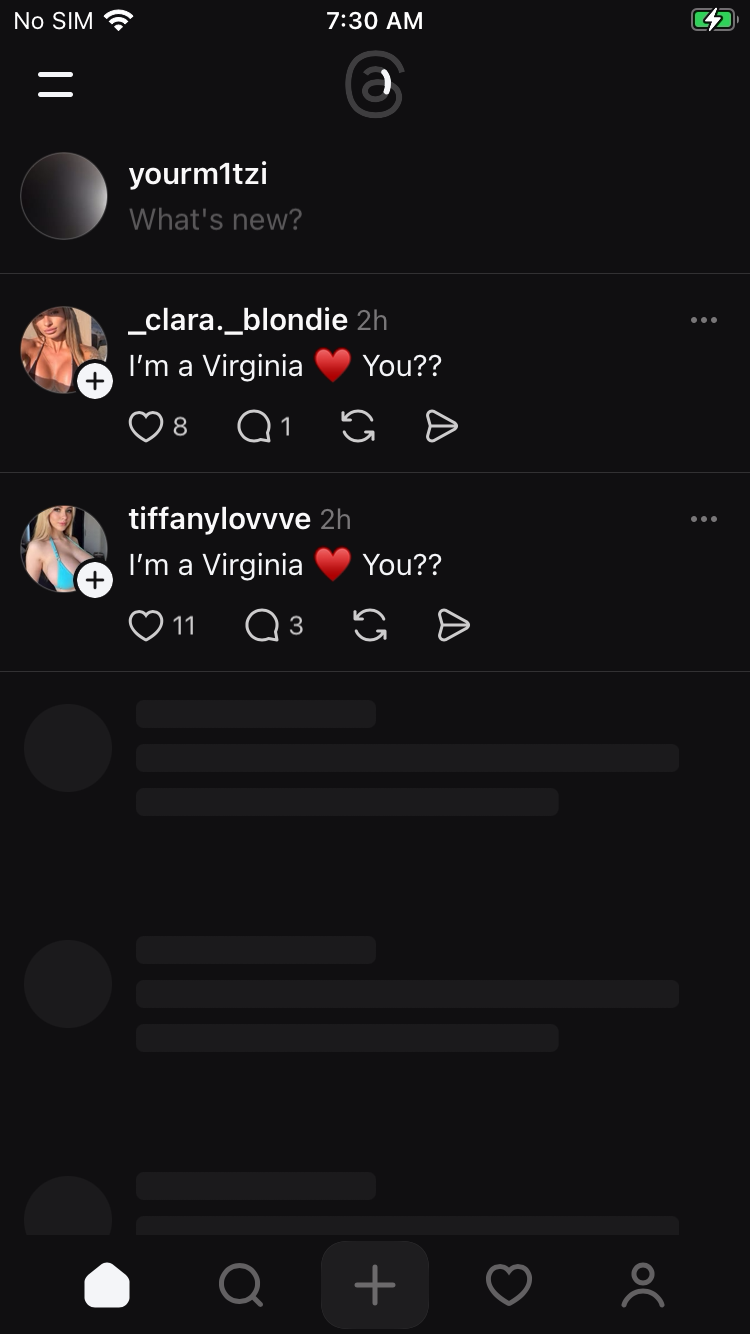 No SIM 7:30 AM
yourm1tzi
What's new?
_clara._blondie 2h
I’m a Virginia ♥️ You??
8 1
tiffanylovvve 2h
I’m a Virginia ♥️ You??
11 3